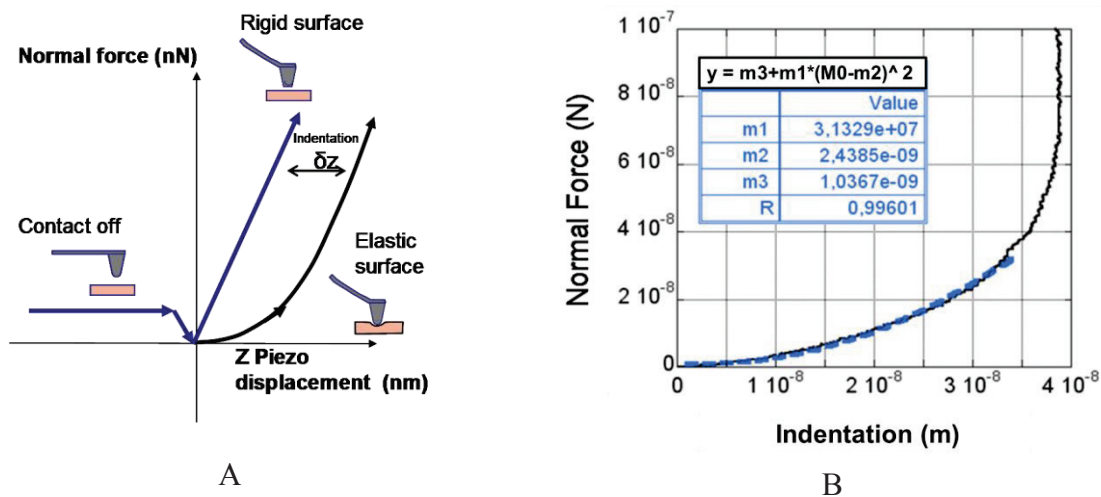 Rigid surface
Normal force (nN)
Indentation
δz
Contact off
Elastic
surface
Z Piezo
displacement (nm)
A
B
1 10⁻⁷
8 10⁻⁸
6 10⁻⁸
4 10⁻⁸
2 10⁻⁸
0
Normal Force (N)
y = m3+m1*(M0-m2)^ 2
Value
m1 3,1329e+07
m2 2,4385e-09
m3 1,0367e-09
R 0,99601
0 1 10⁻⁸ 2 10⁻⁸ 3 10⁻⁸ 4 10⁻⁸
Indentation (m)